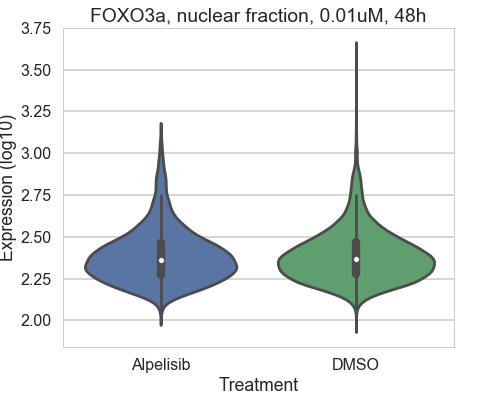 FOXO3a, nuclear fraction, 0.01uM, 48h
3.75
3.50
3.25
3.00
2.75
2.50
2.25
2.00
Expression (log10)
Alpelisib DMSO
Treatment